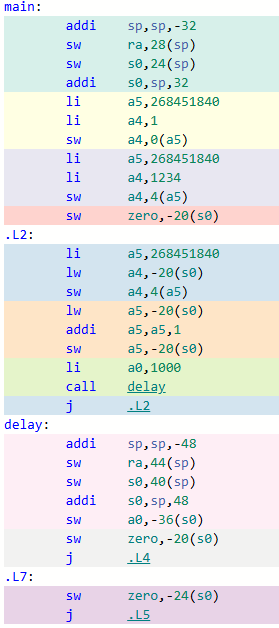 main:
addi sp,sp,-32
sw ra,28(sp)
sw s0,24(sp)
addi s0,sp,32
li a5,268451840
li a4,1
sw a4,0(a5)
li a5,268451840
li a4,1234
sw a4,4(a5)
sw zero,-20(s0)
.L2:
li a5,268451840
lw a4,-20(s0)
sw a4,4(a5)
lw a5,-20(s0)
addi a5,a5,1
sw a5,-20(s0)
li a0,1000
call delay
j .L2
delay:
addi sp,sp,-48
sw ra,44(sp)
sw s0,40(sp)
addi s0,sp,48
sw a0,-36(s0)
sw zero,-20(s0)
j .L4
.L7:
sw zero,-24(s0)
j .L5